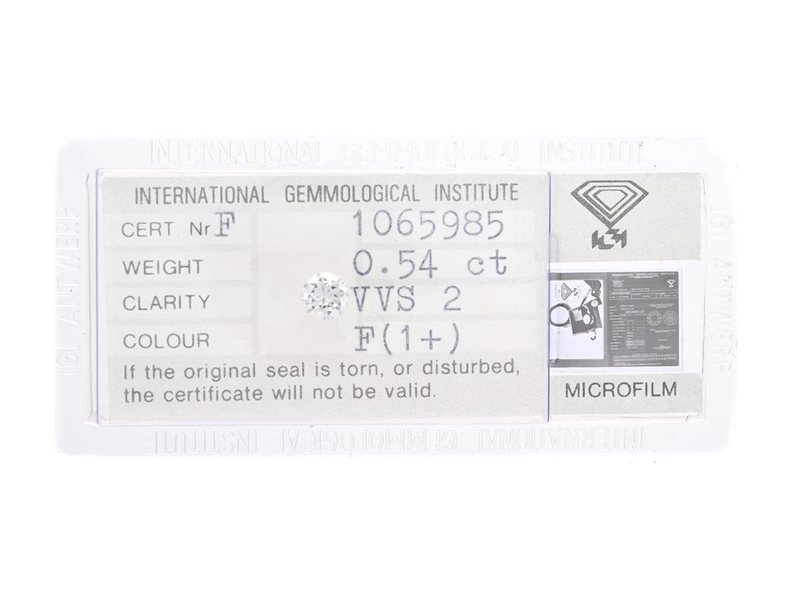 INTERNATIONAL GEMMOLOGICAL INSTITUTE
IGI ANTWERP
INTERNATIONAL GEMMOLOGICAL INSTITUTE
CERT. Nr F 1065985
WEIGHT 0.54 ct
CLARITY VVS 2
COLOUR F(1+)
If the original seal is torn, or disturbed,
the certificate will not be valid.
IGI
MICROFILM
IGI ANTWERP
INTERNATIONAL GEMMOLOGICAL INSTITUTE